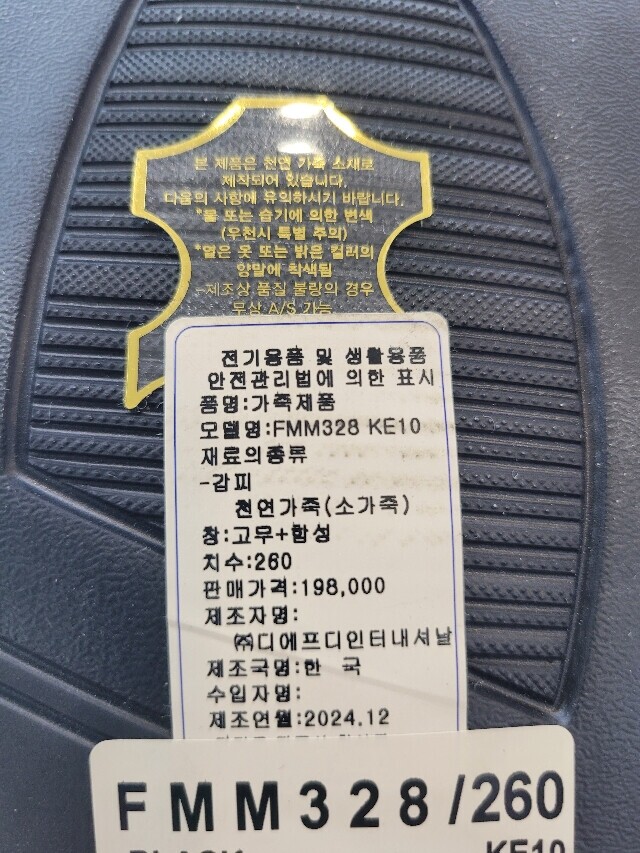 본 제품은 천연 가죽 소재로
제작되어 있습니다.
다음의 사항에 유의하시기 바랍니다.
*물 또는 습기에 의한 변색
(우천시 특별 주의)
*옅은 옷 또는 밝은 컬러의
양말에 착색됨
-제조상 품질 불량의 경우
무상 A/S 가능
전기용품 및 생활용품
안전관리법에 의한 표시
품명:가죽제품
모델명:FMM328 KE10
재료의종류
-갑피
천연가죽(소가죽)
창:고무+합성
치수:260
판매가격:198,000
제조자명:
㈜디에프디인터내셔날
제조국명:한 국
수입자명:
제조연월:2024.12
FMM328/260
BLACK KE10